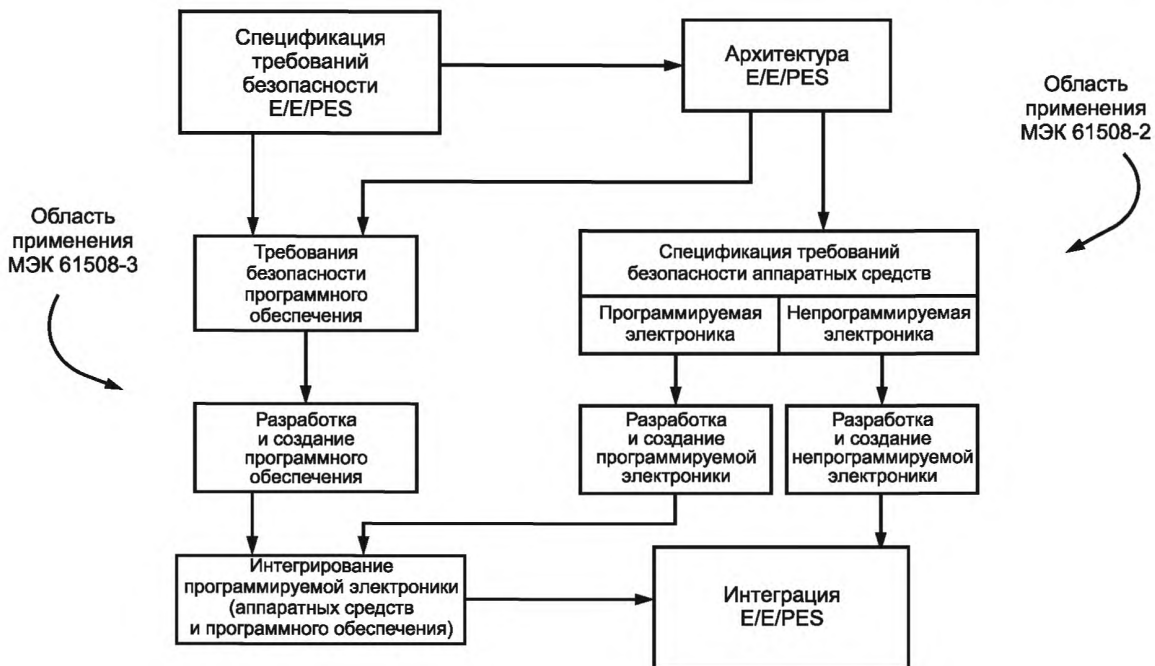 Спецификация
требований
безопасности
E/E/PES
Архитектура
E/E/PES
Область
применения
МЭК 61508-2
Область
применения
МЭК 61508-3
Требования
безопасности
программного
обеспечения
Спецификация требований
безопасности аппаратных средств
Программируемая
электроника
Непрограммируемая
электроника
Разработка
и создание
программного
обеспечения
Разработка
и создание
программируемой
электроники
Разработка
и создание
непрограммируемой
электроники
Интегрирование
программируемой электроники
(аппаратных средств
и программного обеспечения)
Интеграция
E/E/PES